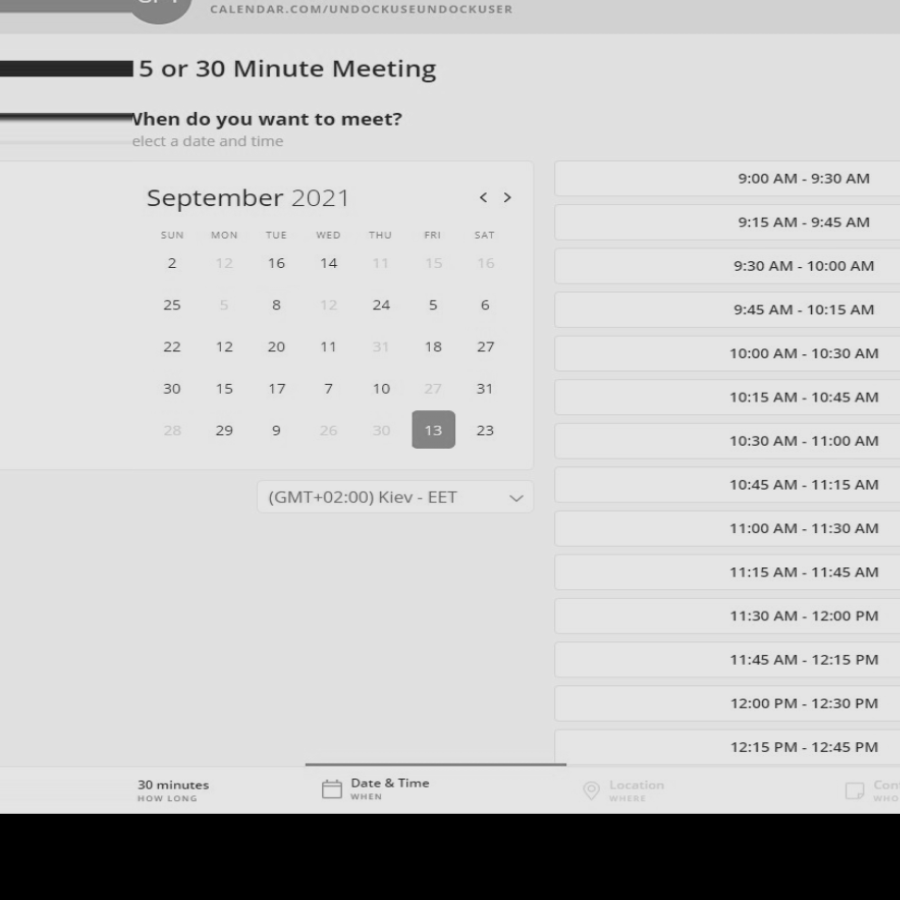 CALENDAR.COM/UNDOCKUSEUNDOCKUSER
5 or 30 Minute Meeting
When do you want to meet?
elect a date and time
September 2021 < >
SUN MON TUE WED THU FRI SAT
2 12 16 14 11 15 16
25 5 8 12 24 5 6
22 12 20 11 31 18 27
30 15 17 7 10 27 31
28 29 9 26 30 13 23
(GMT+02:00) Kiev - EET
9:00 AM - 9:30 AM
9:15 AM - 9:45 AM
9:30 AM - 10:00 AM
9:45 AM - 10:15 AM
10:00 AM - 10:30 AM
10:15 AM - 10:45 AM
10:30 AM - 11:00 AM
10:45 AM - 11:15 AM
11:00 AM - 11:30 AM
11:15 AM - 11:45 AM
11:30 AM - 12:00 PM
11:45 AM - 12:15 PM
12:00 PM - 12:30 PM
12:15 PM - 12:45 PM
30 minutes
HOW LONG
Date & Time
WHEN
Location
WHERE
Con
WHO